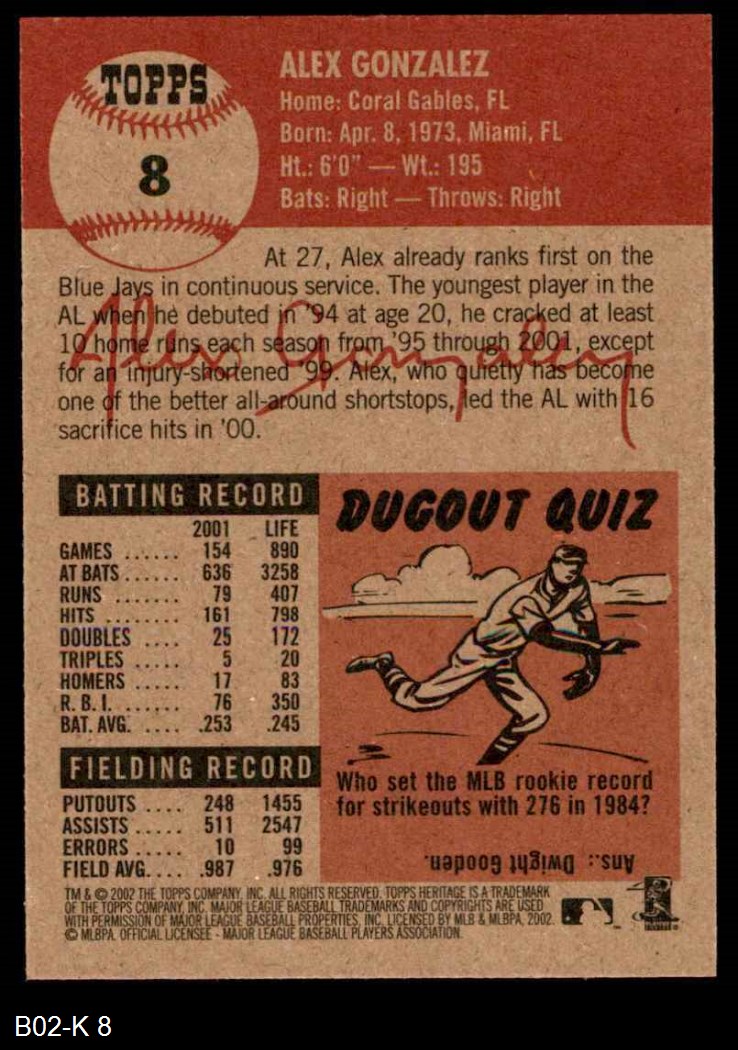 TOPPS
8
ALEX GONZALEZ
Home: Coral Gables, FL
Born: Apr. 8, 1973, Miami, FL
Ht.: 6'0" — Wt.: 195
Bats: Right — Throws: Right
At 27, Alex already ranks first on the
Blue Jays in continuous service. The youngest player in the
AL when he debuted in '94 at age 20, he cracked at least
10 home runs each season from '95 through 2001, except
for an injury-shortened '99. Alex, who quietly has become
one of the better all-around shortstops, led the AL with 16
sacrifice hits in '00.
Alex Gonzalez
BATTING RECORD
2001 LIFE
GAMES ...... 154 890
AT BATS ..... 636 3258
RUNS ....... 79 407
HITS ........ 161 798
DOUBLES .... 25 172
TRIPLES ..... 5 20
HOMERS ..... 17 83
R. B. I. ....... 76 350
BAT. AVG. .... .253 .245
FIELDING RECORD
PUTOUTS .... 248 1455
ASSISTS ..... 511 2547
ERRORS ..... 10 99
FIELD AVG.... .987 .976
DUGOUT QUIZ
Who set the MLB rookie record
for strikeouts with 276 in 1984?
Ans.: Dwight Gooden.
TM & © 2002 THE TOPPS COMPANY, INC. ALL RIGHTS RESERVED. TOPPS HERITAGE IS A TRADEMARK
OF THE TOPPS COMPANY, INC. MAJOR LEAGUE BASEBALL TRADEMARKS AND COPYRIGHTS ARE USED
WITH PERMISSION OF MAJOR LEAGUE BASEBALL PROPERTIES, INC. LICENSED BY MLB & MLBPA, 2002.
© MLBPA. OFFICIAL LICENSEE - MAJOR LEAGUE BASEBALL PLAYERS ASSOCIATION.
B02-K 8